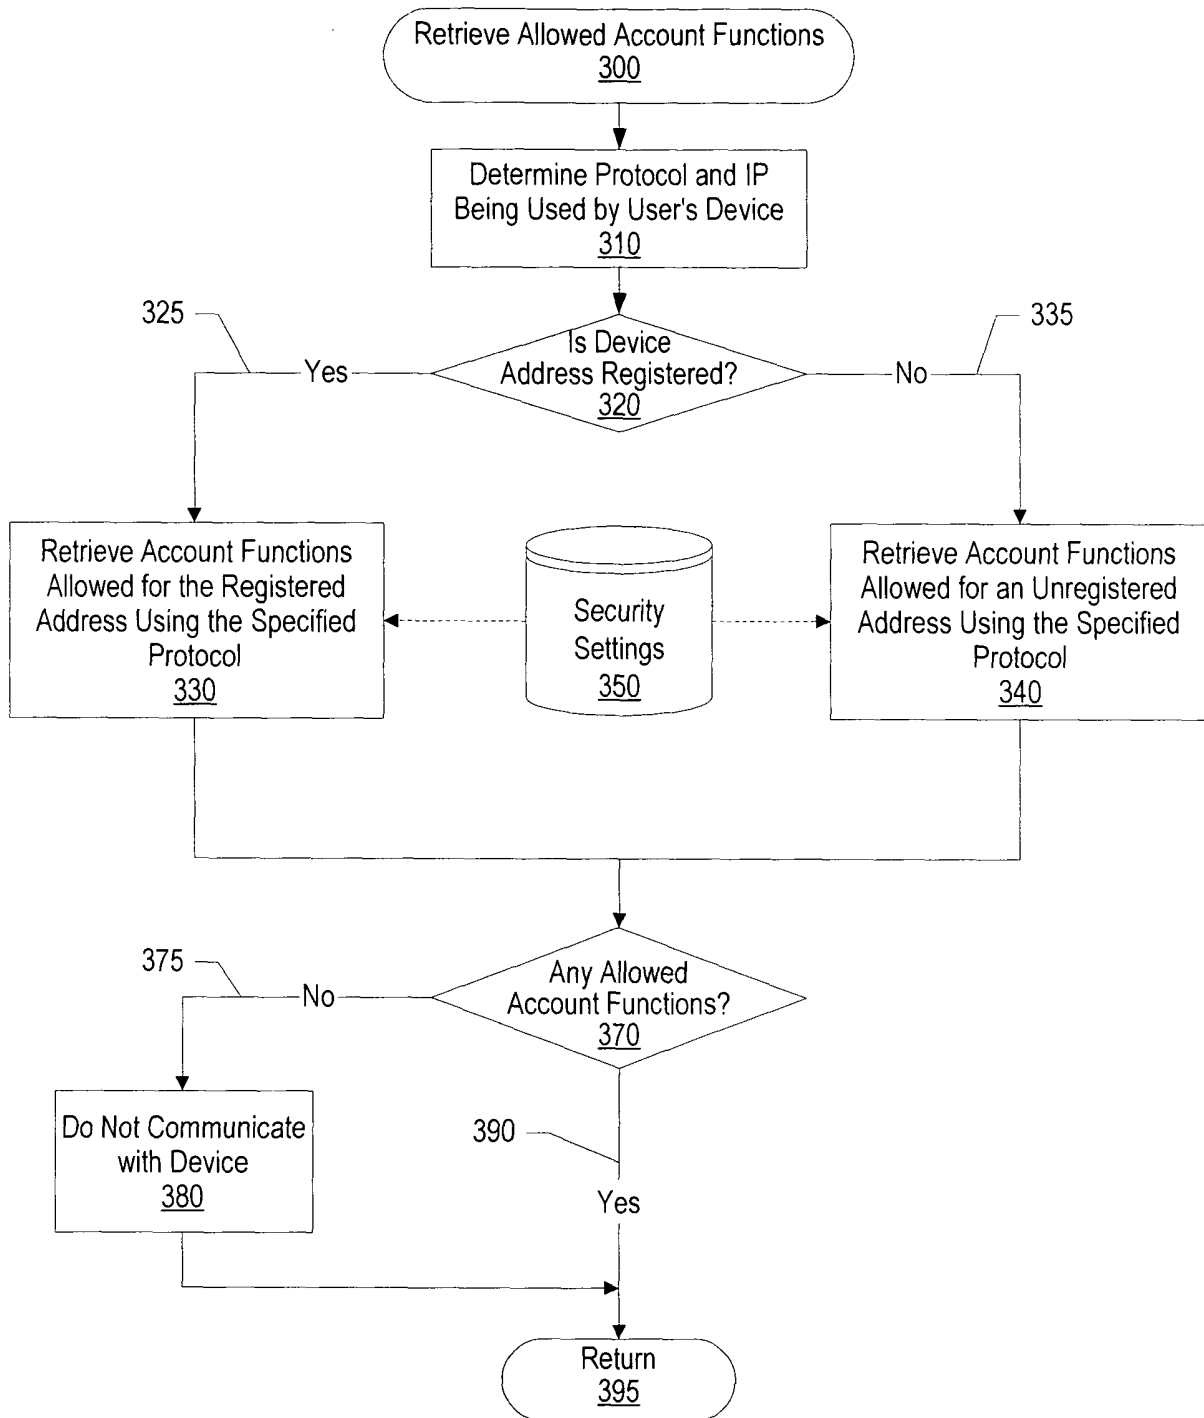 Retrieve Allowed Account Functions
300
Determine Protocol and IP
Being Used by User's Device
310
325
335
Is Device
Address Registered?
320
Yes
No
Retrieve Account Functions
Allowed for the Registered
Address Using the Specified
Protocol
330
Security
Settings
350
Retrieve Account Functions
Allowed for an Unregistered
Address Using the Specified
Protocol
340
375
No
Any Allowed
Account Functions?
370
Do Not Communicate
with Device
380
390
Yes
Return
395